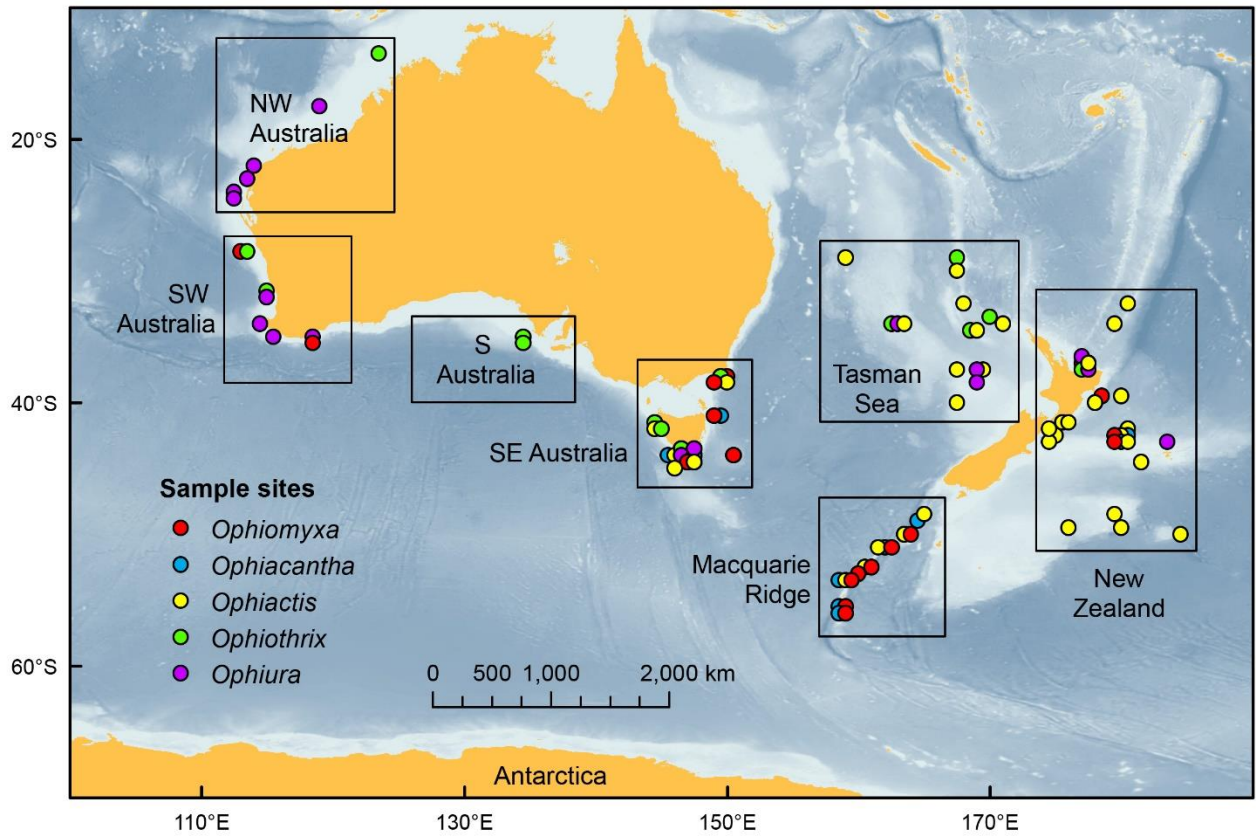 NW
Australia
20°S
SW
Australia
S
Australia
Tasman
Sea
40°S
SE Australia
Sample sites
Ophiomyxa
Ophiacantha
Ophiactis
Ophiothrix
Ophiura
Macquarie
Ridge
New
Zealand
60°S
0 500 1,000 2,000 km
Antarctica
110°E 130°E 150°E 170°E